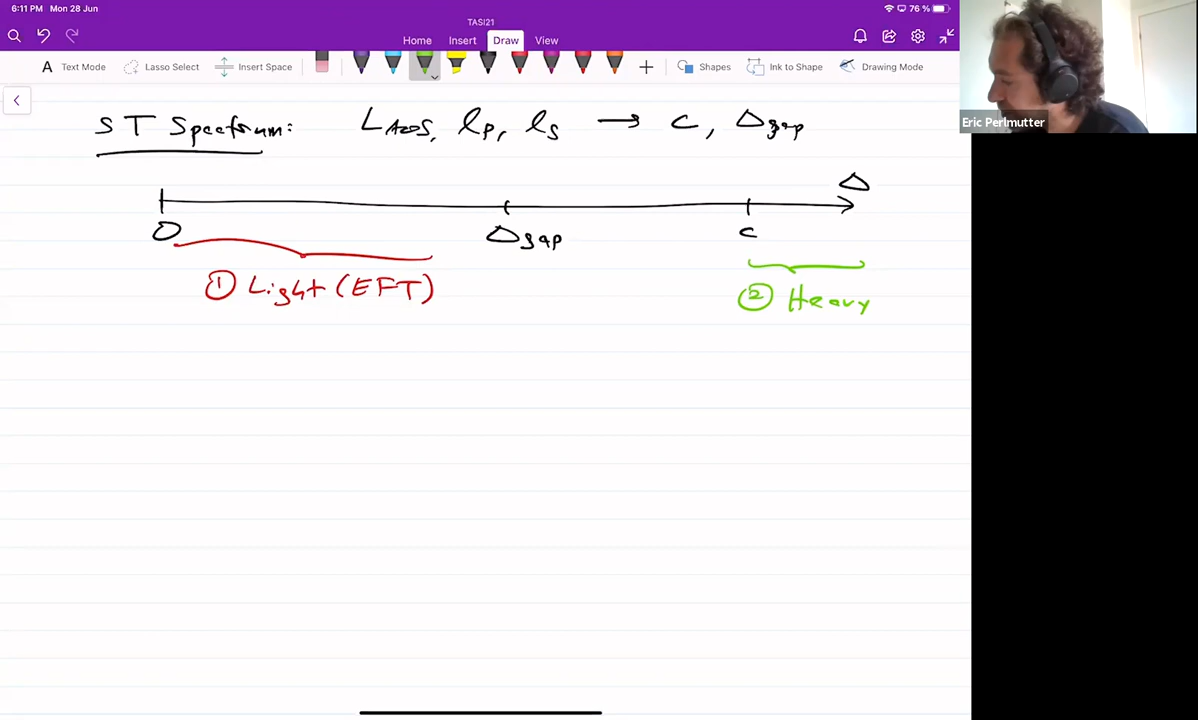 6:11 PM Mon 28 Jun
76 %
TASI21
Home Insert Draw View
A Text Mode Lasso Select Insert Space Shapes Ink to Shape Drawing Mode
Eric Perlmutter
ST Spectrum: L_AdS, l_P, l_s → c, Δ_gap
Δ
0 Δgap c
① Light (EFT) ② Heavy